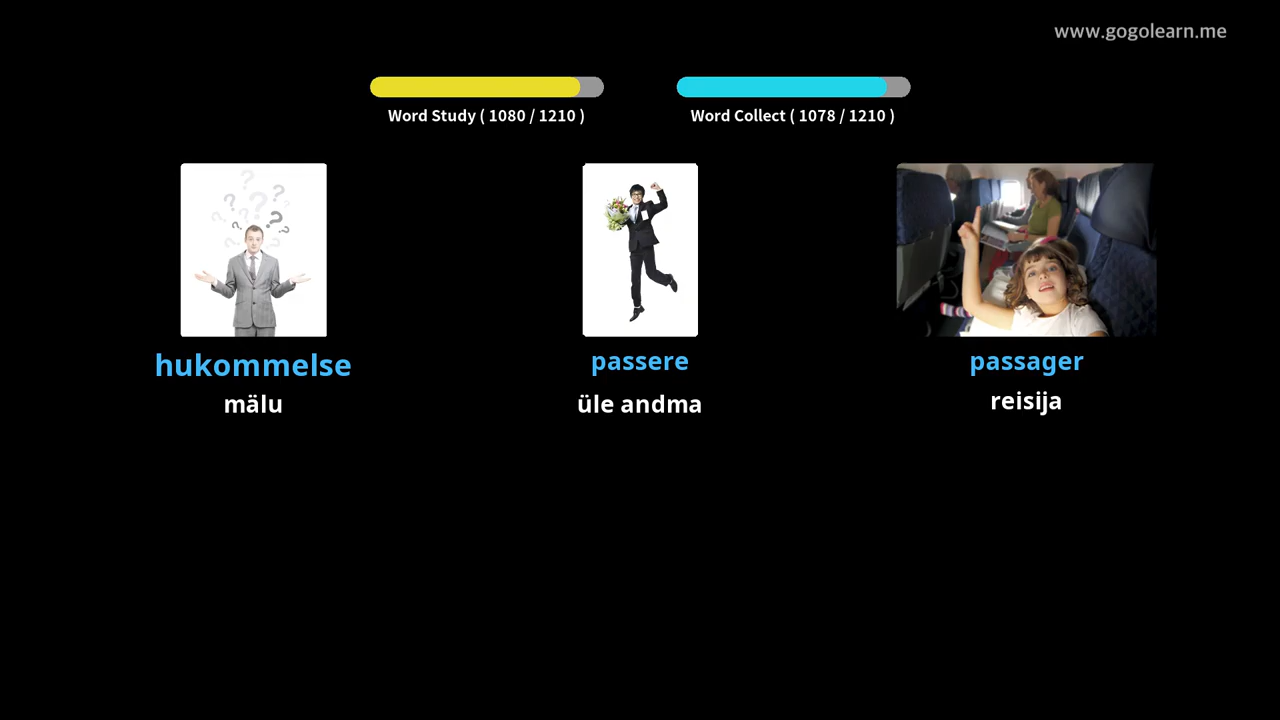 www.gogolearn.me
Word Study ( 1080 / 1210 )
Word Collect ( 1078 / 1210 )
hukommelse
mälu
passere
üle andma
passager
reisija